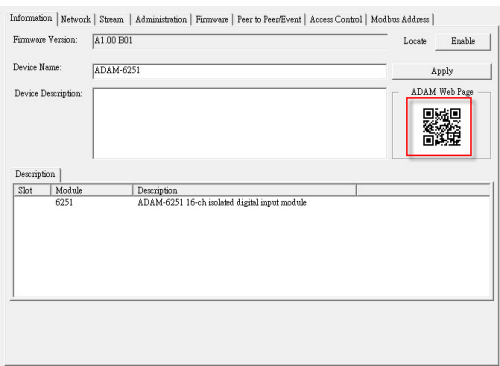 Information Network Stream Administration Firmware Peer to Peer/Event Access Control Modbus Address
Firmware Version: A1.00 B01 Locate Enable
Device Name: ADAM-6251 Apply
Device Description: ADAM Web Page
Description
Slot Module Description
6251 ADAM-6251 16-ch isolated digital input module